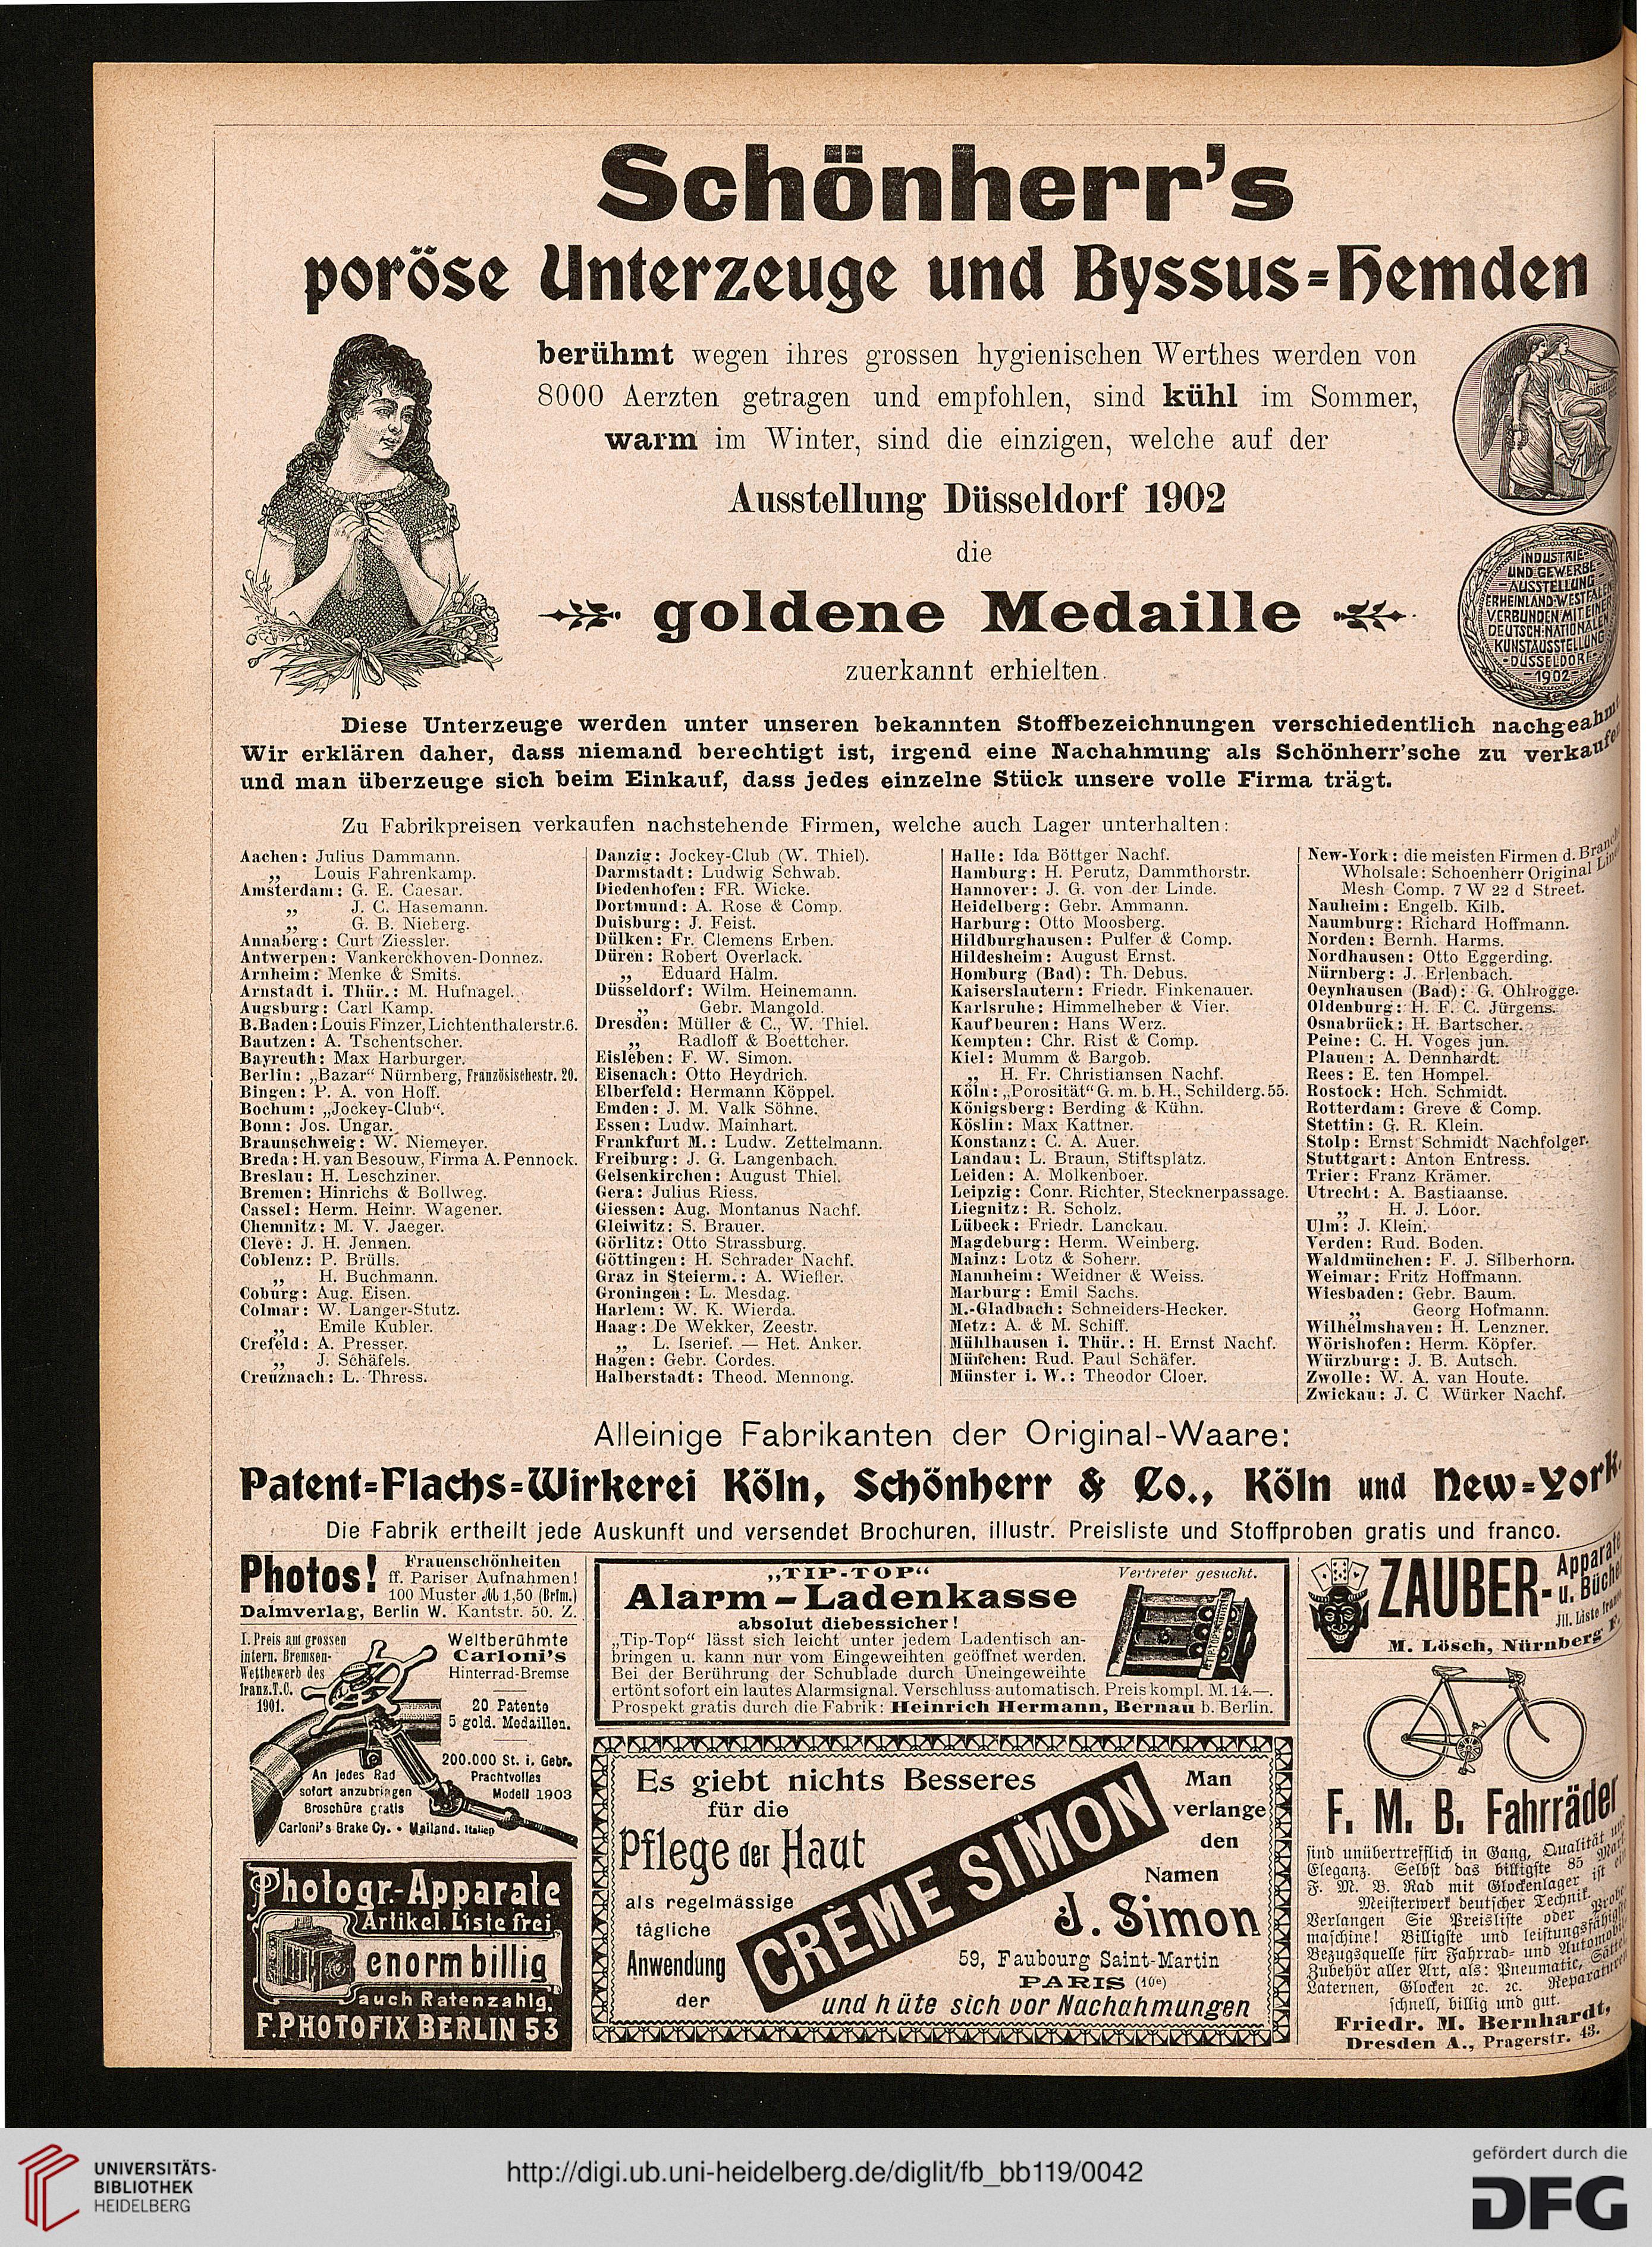 Schönherr's
poröse Unterzeuge und Byssus-Hemden
berühmt wegen ihres grossen hygienischen Werthes werden von
8000 Aerzten getragen und empfohlen, sind kühl im Sommer,
warm im Winter, sind die einzigen, welche auf der
Ausstellung Düsseldorf 1902
die
goldene Medaille
zuerkannt erhielten.
INDUSTRIE-
UND GEWERBE-
AUSSTELLUNG
RHEINLAND WESTFALEN
VERBUNDEN MIT EINER
DEUTSCH-NATIONALEN
KUNSTAUSSTELLUNG
DÜSSELDORF
1902
Diese Unterzeuge werden unter unseren bekannten Stoffbezeichnungen verschiedentlich nachgeahmt
Wir erklären daher, dass niemand berechtigt ist, irgend eine Nachahmung als Schönherr'sche zu verkaufen
und man überzeuge sich beim Einkauf, dass jedes einzelne Stück unsere volle Firma trägt.
Zu Fabrikpreisen verkaufen nachstehende Firmen, welche auch Lager unterhalten:
Aachen: Julius Dammann.
„ Louis Fahrenkamp.
Amsterdam: G. E. Caesar.
„ J. C. Hasemann.
„ G. B. Nieberg.
Annaberg: Curt Ziessler.
Antwerpen: Vankerckhoven-Donnez.
Arnheim: Menke & Smits.
Arnstadt i. Thür.: M. Hufnagel.
Augsburg: Carl Kamp.
B.Baden: Louis Finzer, Lichtenthalerstr.6.
Bautzen: A. Tschentscher.
Bayreuth: Max Harburger.
Berlin: „Bazar" Nürnberg, Französischestr. 20.
Bingen: P. A. von Hoff.
Bochum: „Jockey-Club".
Bonn: Jos. Ungar.
Braunschweig: W. Niemeyer.
Breda: H. van Besouw, Firma A. Pennock.
Breslau: H. Leschziner.
Bremen: Hinrichs & Bollweg.
Cassel: Herm. Heinr. Wagener.
Chemnitz: M. V. Jaeger.
Cleve: J. H. Jennen.
Coblenz: P. Brülls.
„ H. Buchmann.
Coburg: Aug. Eisen.
Colmar: W. Langer-Stutz.
„ Emile Kubler.
Crefeld: A. Presser.
„ J. Schäfels.
Creuznach: L. Thress.
Danzig: Jockey-Club (W. Thiel).
Darmstadt: Ludwig Schwab.
Diedenhofen: FR. Wicke.
Dortmund: A. Rose & Comp.
Duisburg: J. Feist.
Dülken: Fr. Clemens Erben.
Düren: Robert Overlack.
„ Eduard Halm.
Düsseldorf: Wilm. Heinemann.
„ Gebr. Mangold.
Dresden: Müller & C., W. Thiel.
„ Radloff & Boettcher.
Eisleben: F. W. Simon.
Eisenach: Otto Heydrich.
Elberfeld: Hermann Köppel.
Emden: J. M. Valk Söhne.
Essen: Ludw. Mainhart.
Frankfurt M.: Ludw. Zettelmann.
Freiburg: J. G. Langenbach.
Gelsenkirchen: August Thiel.
Gera: Julius Riess.
Giessen: Aug. Montanus Nachf.
Gleiwitz: S. Brauer.
Görlitz: Otto Strassburg.
Göttingen: H. Schrader Nachf.
Graz in Steierm.: A. Wiefler.
Groningen: L. Mesdag.
Harlem: W. K. Wierda.
Haag: De Wekker, Zeestr.
„ L. Iserief. — Het. Anker.
Hagen: Gebr. Cordes.
Halberstadt: Theod. Mennong.
Halle: Ida Böttger Nachf.
Hamburg: H. Perutz, Dammthorstr.
Hannover: J. G. von der Linde.
Heidelberg: Gebr. Ammann.
Harburg: Otto Moosberg.
Hildburghausen: Pulfer & Comp.
Hildesheim: August Ernst.
Homburg (Bad): Th. Debus.
Kaiserslautern: Friedr. Finkenauer.
Karlsruhe: Himmelheber & Vier.
Kaufbeuren: Hans Werz.
Kempten: Chr. Rist & Comp.
Kiel: Mumm & Bargob.
„ H. Fr. Christiansen Nachf.
Köln: „Porosität" G. m. b. H., Schilderg. 55.
Königsberg: Berding & Kühn.
Köslin: Max Kattner.
Konstanz: C. A. Auer.
Landau: L. Braun, Stiftsplatz.
Leiden: A. Molkenboer.
Leipzig: Conr. Richter, Stecknerpassage.
Liegnitz: R. Scholz.
Lübeck: Friedr. Lanckau.
Magdeburg: Herm. Weinberg.
Mainz: Lotz & Soherr.
Mannheim: Weidner & Weiss.
Marburg: Emil Sachs.
M.-Gladbach: Schneiders-Hecker.
Metz: A. & M. Schiff.
Mühlhausen i. Thür.: H. Ernst Nachf.
München: Rud. Paul Schäfer.
Münster i. W.: Theodor Cloer.
New-York: die meisten Firmen d. Branche
Wholsale: Schoenherr Original Linen
Mesh Comp. 7 W 22 d Street.
Nauheim: Engelb. Kilb.
Naumburg: Richard Hoffmann.
Norden: Bernh. Harms.
Nordhausen: Otto Eggerding.
Nürnberg: J. Erlenbach.
Oeynhausen (Bad): G. Ohlrogge.
Oldenburg: H. F. C. Jürgens.
Osnabrück: H. Bartscher.
Peine: C. H. Voges jun.
Plauen: A. Dennhardt.
Rees: E. ten Hompel.
Rostock: Hch. Schmidt.
Rotterdam: Greve & Comp.
Stettin: G. R. Klein.
Stolp: Ernst Schmidt Nachfolger.
Stuttgart: Anton Entress.
Trier: Franz Krämer.
Utrecht: A. Bastiaanse.
„ H. J. Loor.
Ulm: J. Klein.
Verden: Rud. Boden.
Waldmünchen: F. J. Silberhorn.
Weimar: Fritz Hoffmann.
Wiesbaden: Gebr. Baum.
„ Georg Hofmann.
Wilhelmshaven: H. Lenzner.
Wörishofen: Herm. Köpfer.
Würzburg: J. B. Autsch.
Zwolle: W. A. van Houte.
Zwickau: J. C. Würker Nachf.
Alleinige Fabrikanten der Original-Waare:
Patent-Flachs-Wirkerei Köln, Schönherr & Co., Köln und New-York.
Die Fabrik ertheilt jede Auskunft und versendet Brochuren, illustr. Preisliste und Stoffproben gratis und franco.
Photos! Frauenschönheiten
ff. Pariser Aufnahmen!
100 Muster M 1,50 (Brfm.)
Dalmverlag, Berlin W. Kantstr. 50. Z.
I. Preis am grossen
intern. Bremsen-
Wettbewerb des
franz. T. C.
1901.
Weltberühmte
Carloni's
Hinterrad-Bremse
20 Patente
5 gold. Medaillen.
200.000 St. i. Gebr.
Prachtvolles
Modell 1903
An jedes Rad
sofort anzubringen
Broschüre gratis
Carloni's Brake Cy. • Mailand. Italien
Photogr.-Apparate
Artikel. Liste frei,
enorm billig
auch Ratenzahlg.
F. PHOTOFIX BERLIN 53
„TIP-TOP"
Vertreter gesucht.
Alarm-Ladenkasse
absolut diebessicher!
„Tip-Top" lässt sich leicht unter jedem Ladentisch an-
bringen u. kann nur vom Eingeweihten geöffnet werden.
Bei der Berührung der Schublade durch Uneingeweihte
ertönt sofort ein lautes Alarmsignal. Verschluss automatisch. Preis kompl. M. 14.—.
Prospekt gratis durch die Fabrik: Heinrich Hermann, Bernau b. Berlin.
TIP-TOP
Es giebt nichts Besseres
für die
Pflege der Haut
als regelmässige
tägliche
Anwendung
der
CRÈME SIMON
Man
verlange
den
Namen
J. Simon
59, Faubourg Saint-Martin
PARIS (10e)
und hüte sich vor Nachahmungen
ZAUBER- Apparate
u. Bücher
Jll. Liste franco
M. Lösch, Nürnberg F.
F. M. B. Fahrräder
sind unübertrefflich in Gang, Qualität und
Eleganz. Selbst das billigste 85 Mark
F. M. B. Rad mit Glockenlager ist ein
Meisterwerk deutscher Technik.
Verlangen Sie Preisliste oder Probe-
maschine! Billigste und leistungsfähigste
Bezugsquelle für Fahrrad- und Automobil-
Zubehör aller Art, als: Pneumatic, Sättel
Laternen, Glocken ꝛc. ꝛc. Reparaturen
schnell, billig und gut.
Friedr. M. Bernhardt,
Dresden A., Pragerstr. 43.
UNIVERSITÄTS-
BIBLIOTHEK
HEIDELBERG
http://digi.ub.uni-heidelberg.de/diglit/fb_bb119/0042
gefördert durch die
DFG